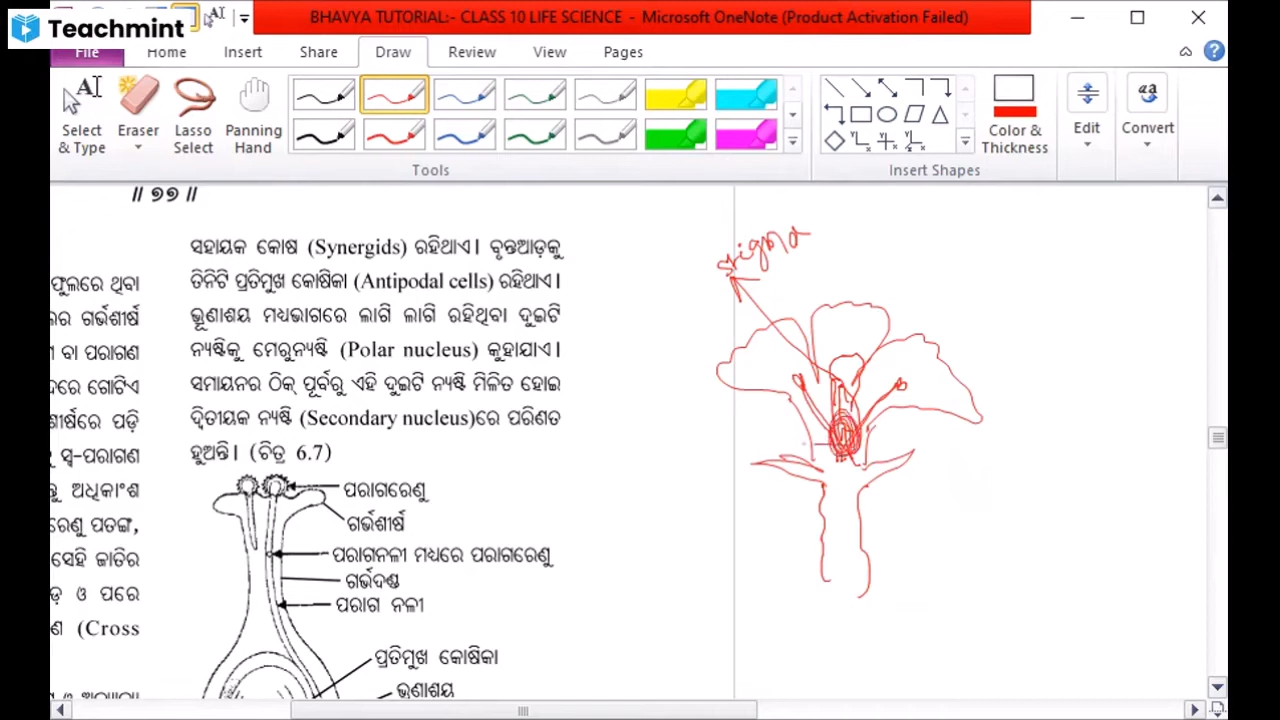 Teachmint
BHAVYA TUTORIAL:- CLASS 10 LIFE SCIENCE - Microsoft OneNote (Product Activation Failed)
File Home Insert Share Draw Review View Pages
Select & Type
Eraser
Lasso Select
Panning Hand
Color & Thickness
Edit
Convert
Tools
Insert Shapes
// ୭୭ //
ଫୁଲରେ ଥିବା
ଲର ଗର୍ଭଶୀର୍ଷ
ୀ ବା ପରାଗଣ
ଦରେ ଗୋଟିଏ
ଶୀର୍ଷରେ ପଡ଼ି
ୁ ସ୍ୱ-ପରାଗଣ
ନ୍ତୁ ଅଧିକାଂଶ
ରେଣୁ ପତଙ୍ଗ,
ସେହି ଜାତିର
ଡ଼ ଓ ପରେ
ଣ (Cross
ସହାୟକ କୋଷ (Synergids) ରହିଥାଏ। ବୃନ୍ତଆଡ଼କୁ
ତିନିଟି ପ୍ରତିମୁଖ କୋଷିକା (Antipodal cells) ରହିଥାଏ।
ଭ୍ରୂଣାଶୟ ମଧ୍ୟଭାଗରେ ଲାଗି ଲାଗି ରହିଥିବା ଦୁଇଟି
ନ୍ୟଷ୍ଟିକୁ ମେରୁନ୍ୟଷ୍ଟି (Polar nucleus) କୁହାଯାଏ।
ସମାୟନର ଠିକ୍ ପୂର୍ବରୁ ଏହି ଦୁଇଟି ନ୍ୟଷ୍ଟି ମିଳିତ ହୋଇ
ଦ୍ୱିତୀୟକ ନ୍ୟଷ୍ଟି (Secondary nucleus)ରେ ପରିଣତ
ହୁଅନ୍ତି। (ଚିତ୍ର 6.7)
ପରାଗରେଣୁ
ଗର୍ଭଶୀର୍ଷ
ପରାଗନଳୀ ମଧ୍ୟରେ ପରାଗରେଣୁ
ଗର୍ଭଦଣ୍ଡ
ପରାଗ ନଳୀ
ପ୍ରତିମୁଖ କୋଷିକା
ଭ୍ରୂଣାଶୟ
stigma